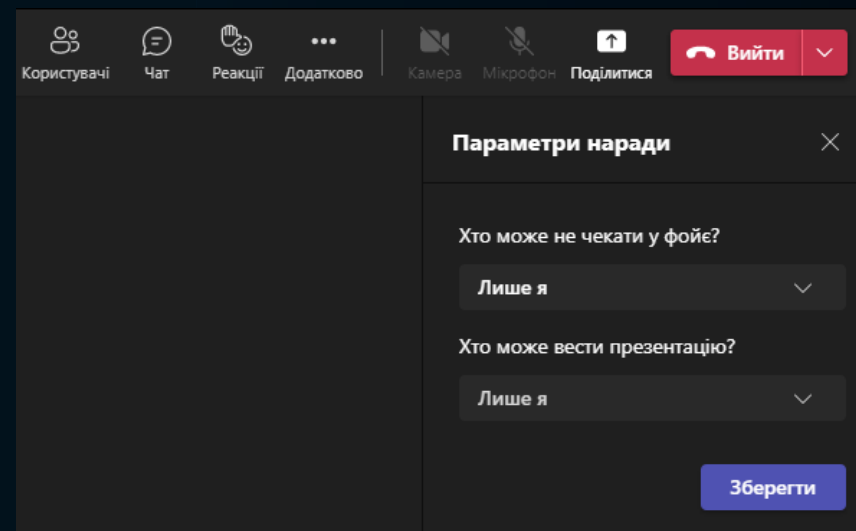 Користувачі Чат Реакції Додатково Камера Мікрофон Поділитися Вийти
Параметри наради
Хто може не чекати у фойє?
Лише я
Хто може вести презентацію?
Лише я
Зберегти